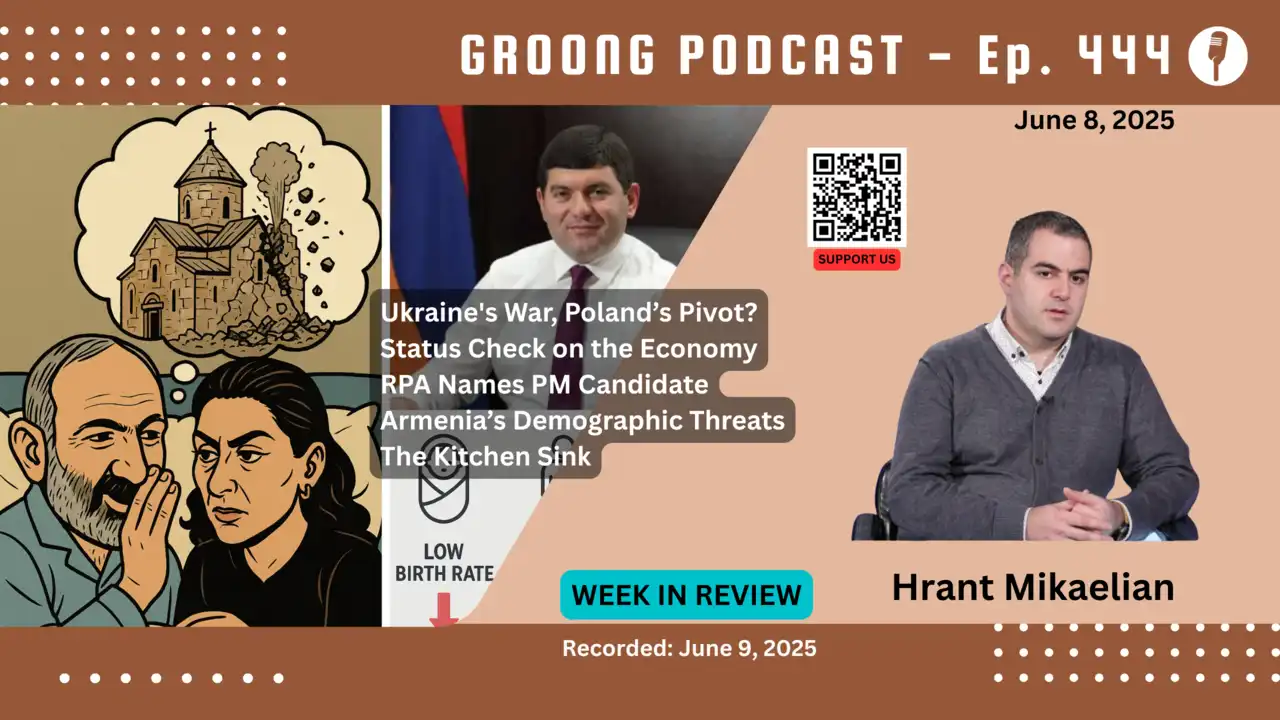 GROONG PODCAST - Ep. 444
June 8, 2025
SUPPORT US
Ukraine's War, Poland’s Pivot?
Status Check on the Economy
RPA Names PM Candidate
Armenia’s Demographic Threats
The Kitchen Sink
LOW
BIRTH RATE
WEEK IN REVIEW
Hrant Mikaelian
Recorded: June 9, 2025